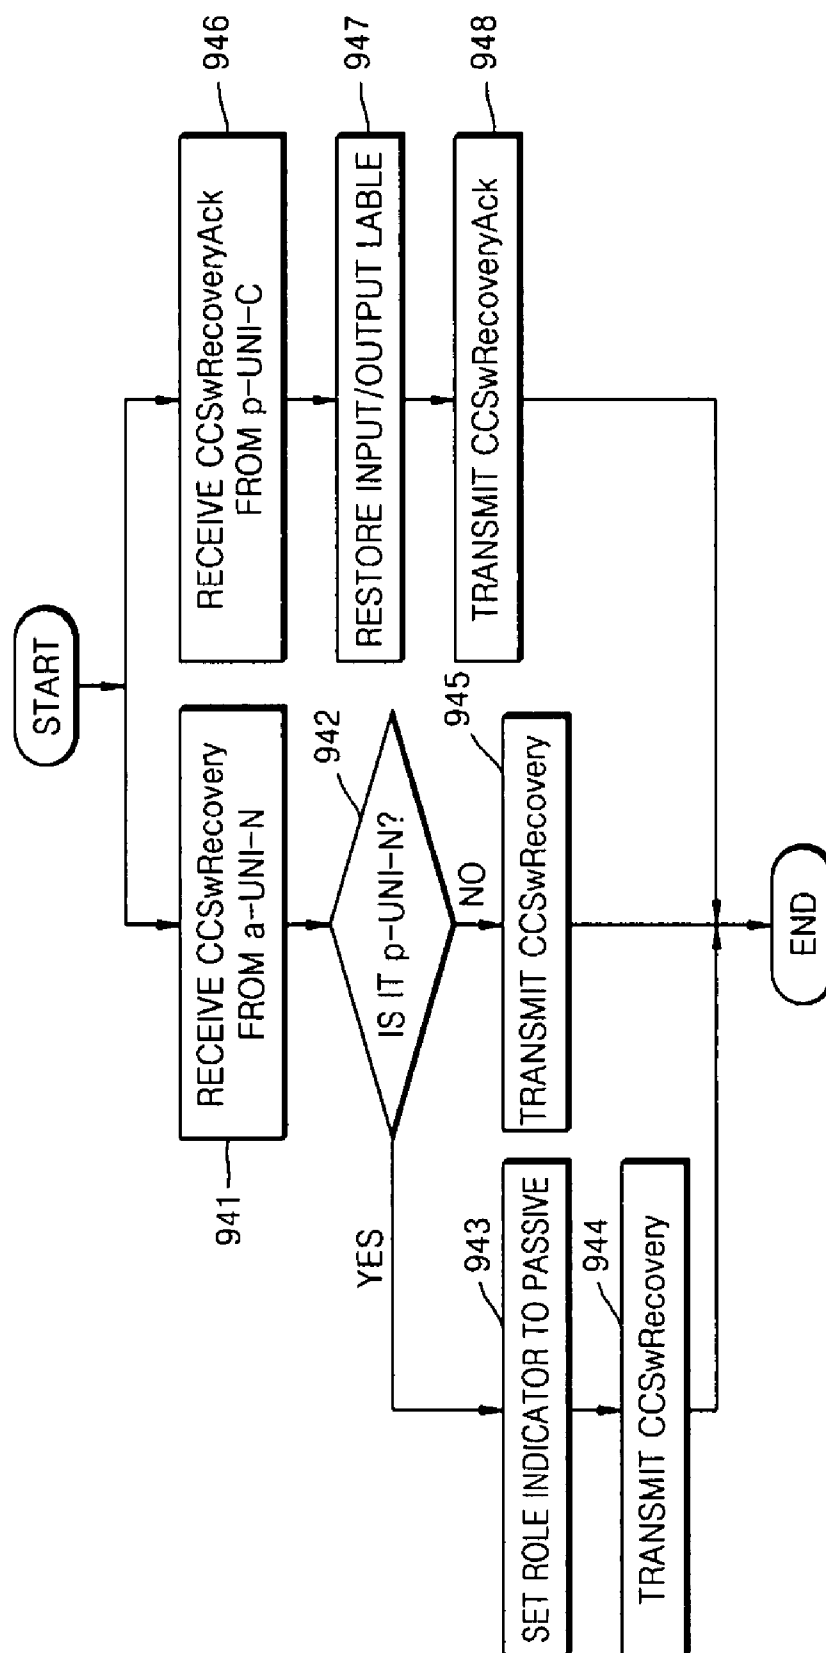 START
RECEIVE CCSwRecovery
FROM a-UNI-N
941
IS IT p-UNI-N?
942
YES
NO
SET ROLE INDICATOR TO PASSIVE
943
TRANSMIT CCSwRecovery
944
TRANSMIT CCSwRecovery
945
RECEIVE CCSwRecoveryAck
FROM p-UNI-C
946
RESTORE INPUT/OUTPUT LABLE
947
TRANSMIT CCSwRecoveryAck
948
END